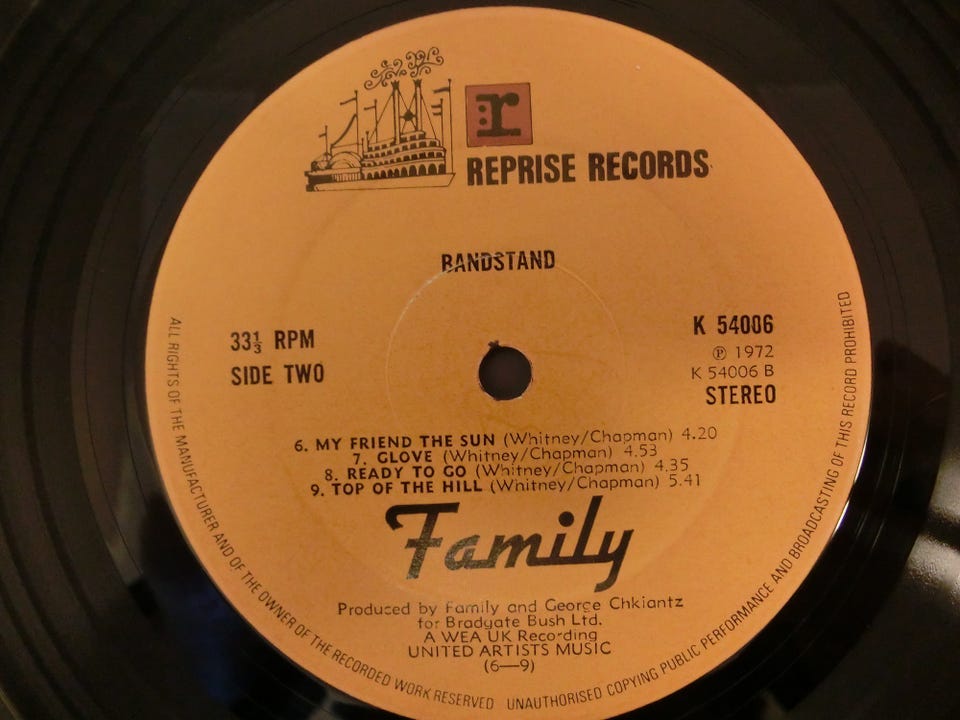 r
REPRISE RECORDS
BANDSTAND
33⅓ RPM
SIDE TWO
K 54006
℗ 1972
K 54006 B
STEREO
6. MY FRIEND THE SUN (Whitney/Chapman) 4.20
7. GLOVE (Whitney/Chapman) 4.53
8. READY TO GO (Whitney/Chapman) 4.35
9. TOP OF THE HILL (Whitney/Chapman) 5.41
Family
Produced by Family and George Chkiantz
for Bradgate Bush Ltd.
A WEA UK Recording
UNITED ARTISTS MUSIC
(6—9)
ALL RIGHTS OF THE MANUFACTURER AND OF THE OWNER OF THE RECORDED WORK RESERVED UNAUTHORISED COPYING PUBLIC PERFORMANCE AND BROADCASTING OF THIS RECORD PROHIBITED